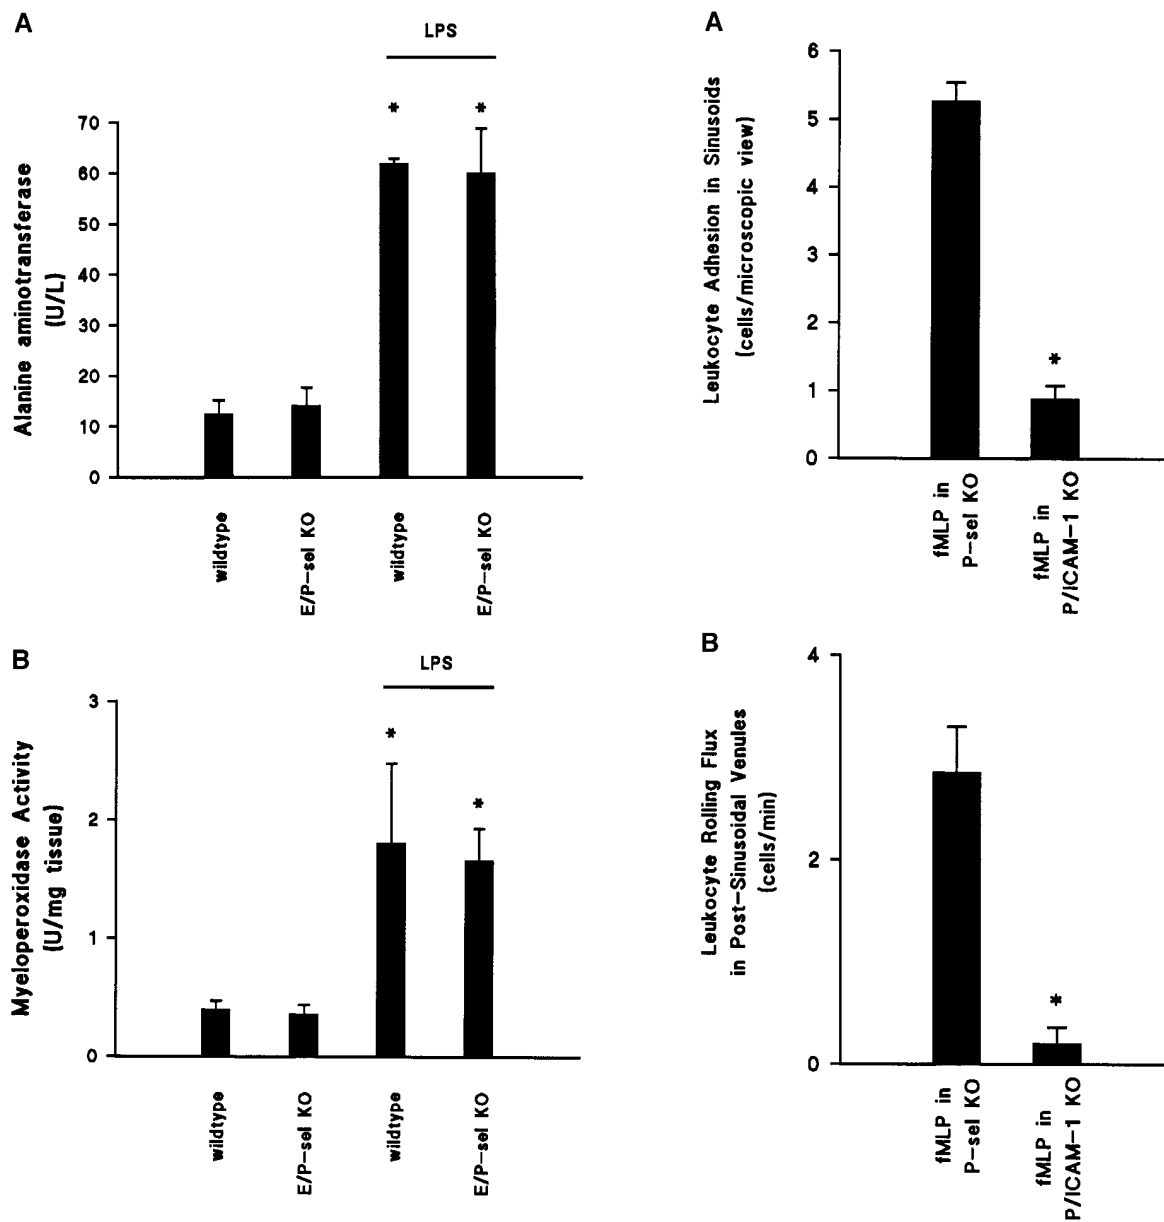 A
LPS
* *
70
60
50
40
30
20
10
0
Alanine aminotransferase
(U/L)
wildtype
E/P-sel KO
wildtype
E/P-sel KO
B
LPS
*
*
3
2
1
0
Myeloperoxidase Activity
(U/mg tissue)
wildtype
E/P-sel KO
wildtype
E/P-sel KO
A
6
5
4
3
2
1
0
*
Leukocyte Adhesion in Sinusoids
(cells/microscopic view)
fMLP in
P-sel KO
fMLP in
P/ICAM-1 KO
B
4
2
0
*
Leukocyte Rolling Flux
in Post-Sinusoidal Venules
(cells/min)
fMLP in
P-sel KO
fMLP in
P/ICAM-1 KO